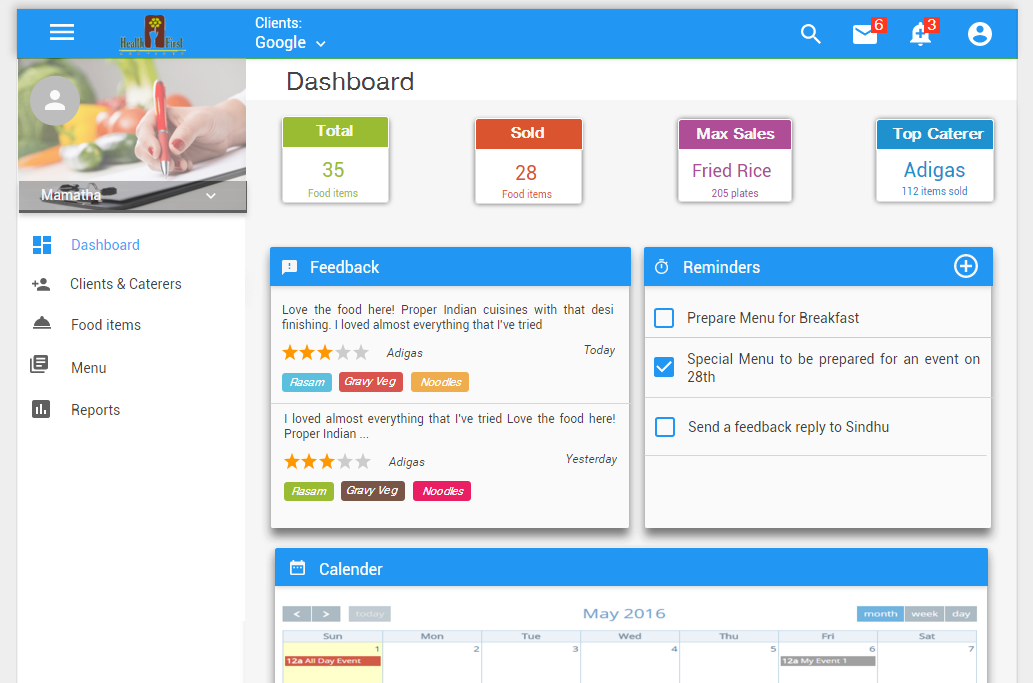 Clients:
Google
6
3
Health First
Dashboard
Total
35
Food items
Sold
28
Food items
Max Sales
Fried Rice
205 plates
Top Caterer
Adigas
112 items sold
Mamatha
Dashboard
Clients & Caterers
Food items
Menu
Reports
Feedback
Love the food here! Proper Indian cuisines with that desi
finishing. I loved almost everything that I've tried
Adigas
Today
Rasam Gravy Veg Noodles
I loved almost everything that I've tried Love the food here!
Proper Indian ...
Adigas
Yesterday
Rasam Gravy Veg Noodles
Reminders
Prepare Menu for Breakfast
Special Menu to be prepared for an event on
28th
Send a feedback reply to Sindhu
Calender
< > today
May 2016
month week day
Sun Mon Tue Wed Thu Fri Sat
1 2 3 4 5 6 7
12a All Day Event
12a My Event 1